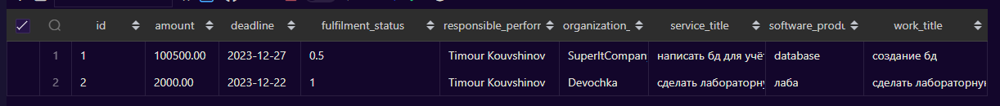 id amount deadline fulfilment_status responsible_perforr organization_ service_title software_produ work_title
1 1 100500.00 2023-12-27 0.5 Timour Kouvshinov SuperItCompan написать бд для учёт database создание бд
2 2 2000.00 2023-12-22 1 Timour Kouvshinov Devochka сделать лабораторну лаба сделать лабораторную